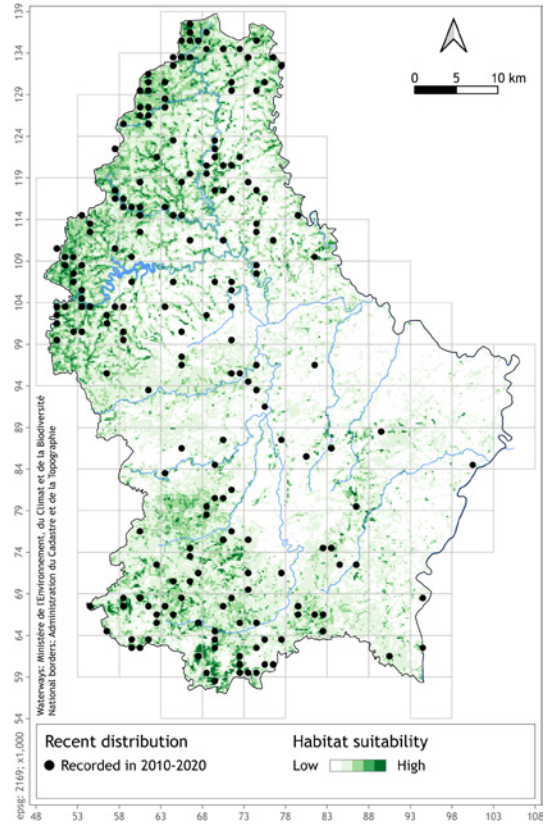 139
134
129
124
119
114
109
104
99
94
89
84
79
74
69
64
59
54
0 5 10 km
Waterways: Ministère de l'Environnement, du Climat et de la Biodiversité
National borders: Administration du Cadastre et de la Topographie
epsg: 2169; x1,000
Recent distribution
Recorded in 2010-2020
Habitat suitability
Low High
48 53 58 63 68 73 78 83 88 93 98 103 108